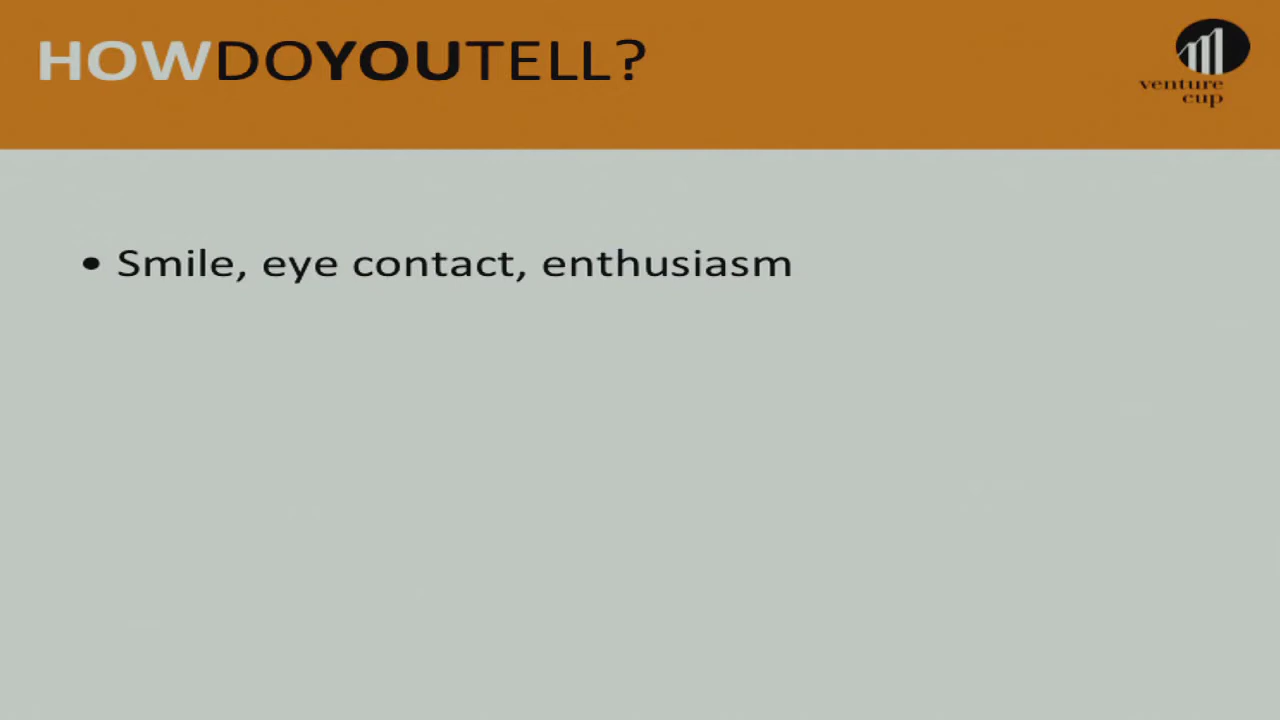 HOWDOYOUTELL?
venture
cup
• Smile, eye contact, enthusiasm